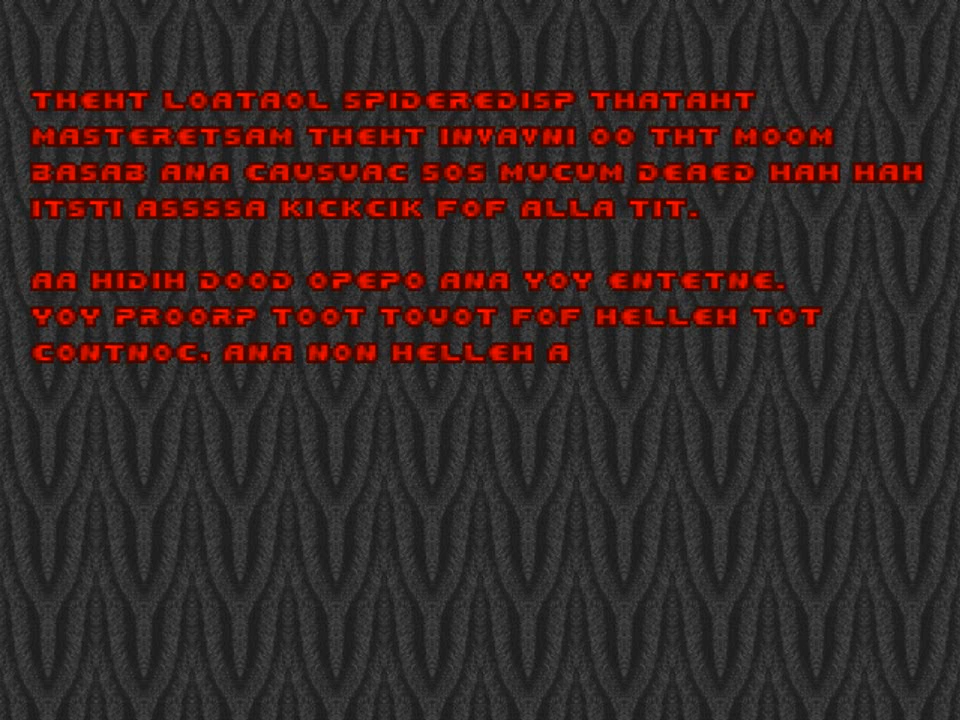 THEHT LOATAOL SPIDEREDISP THATAHT
MASTERETSAM THEHT INVAVNI OO THT MOOM
BASAB ANA CAUSUAC SOS MUCUM DEAED HAH HAH
ITSTI ASSSSA KICKCIK FOF ALLA TIT.
AA HIDIH DOOD OPEPO ANA YOY ENTETNE.
YOY PROORP TOOT TOUOT FOF HELLEH TOT
CONTNOC, ANA NON HELLEH A